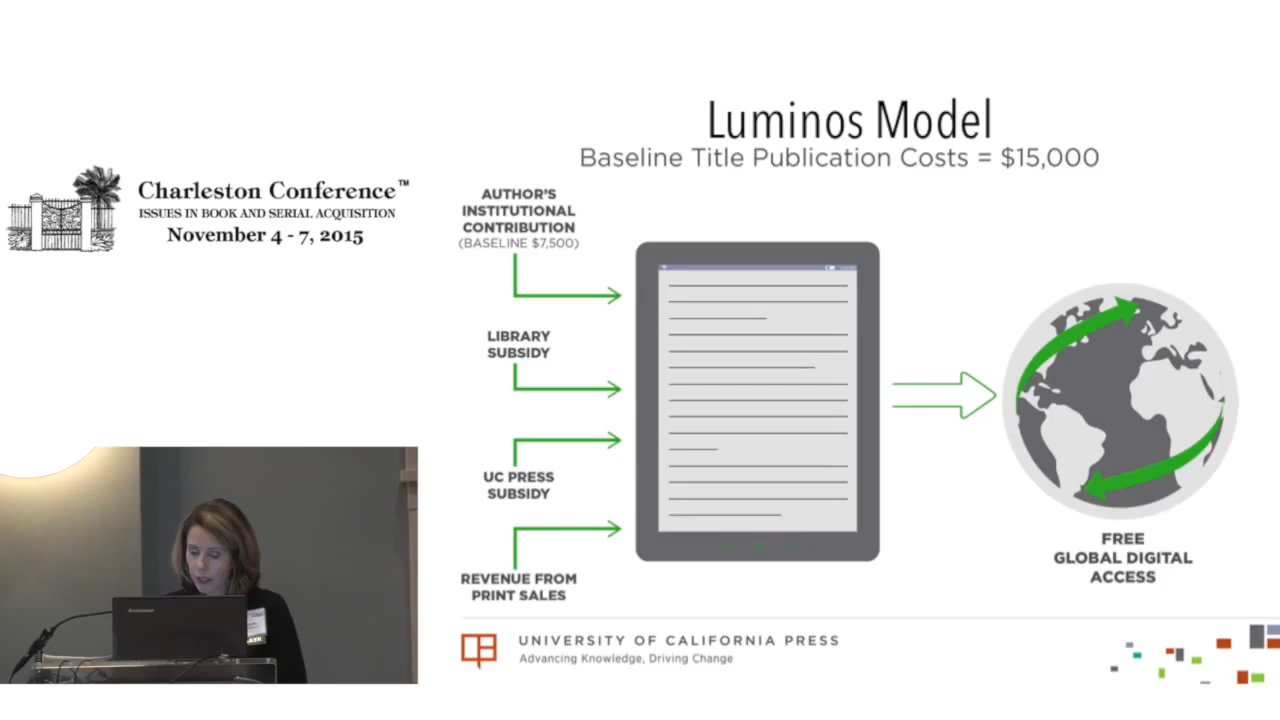 Charleston Conference™
ISSUES IN BOOK AND SERIAL ACQUISITION
November 4 - 7, 2015
Luminos Model
Baseline Title Publication Costs = $15,000
AUTHOR'S
INSTITUTIONAL
CONTRIBUTION
(BASELINE $7,500)
LIBRARY
SUBSIDY
UC PRESS
SUBSIDY
REVENUE FROM
PRINT SALES
FREE
GLOBAL DIGITAL
ACCESS
UNIVERSITY OF CALIFORNIA PRESS
Advancing Knowledge, Driving Change